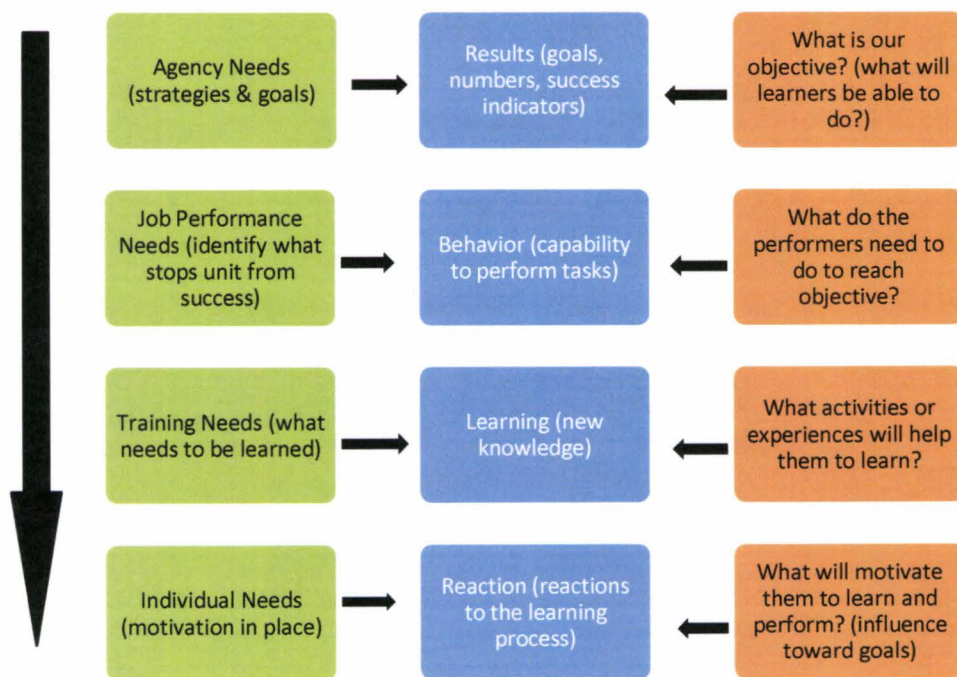 Agency Needs
(strategies & goals)
Results (goals,
numbers, success
indicators)
What is our
objective? (what will
learners be able to
do?)
Job Performance
Needs (identify what
stops unit from
success)
Behavior (capability
to perform tasks)
What do the
performers need to
do to reach
objective?
Training Needs (what
needs to be learned)
Learning (new
knowledge)
What activities or
experiences will help
them to learn?
Individual Needs
(motivation in place)
Reaction (reactions
to the learning
process)
What will motivate
them to learn and
perform? (influence
toward goals)